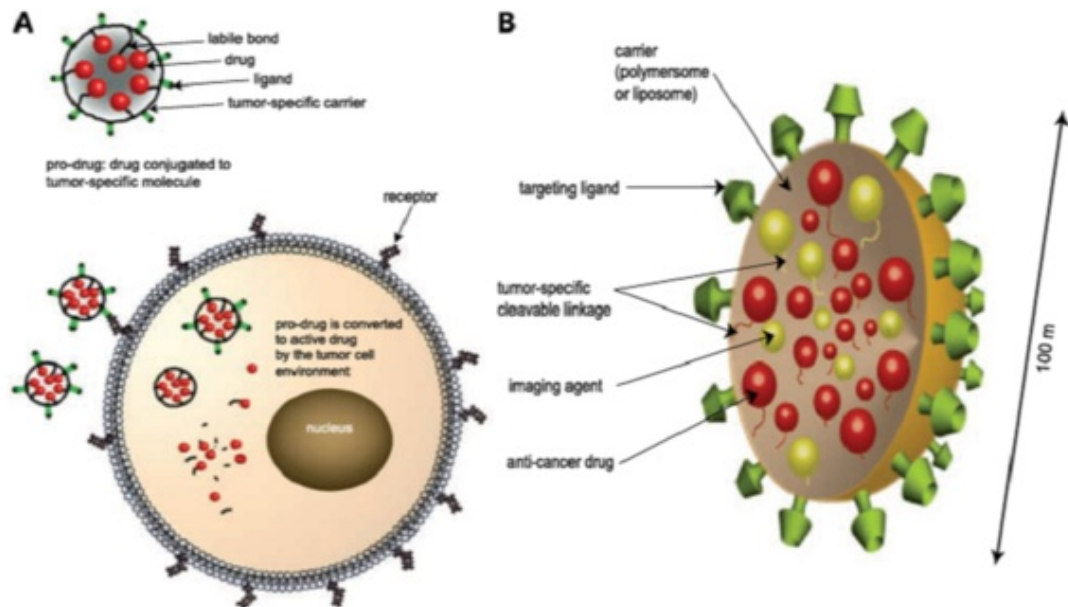 A
labile bond
drug
ligand
tumor-specific carrier
pro-drug: drug conjugated to
tumor-specific molecule
receptor
pro-drug is converted
to active drug
by the tumor cell
environment
nucleus
B
carrier
(polymersome
or liposome)
targeting ligand
tumor-specific
cleavable linkage
imaging agent
anti-cancer drug
100 m